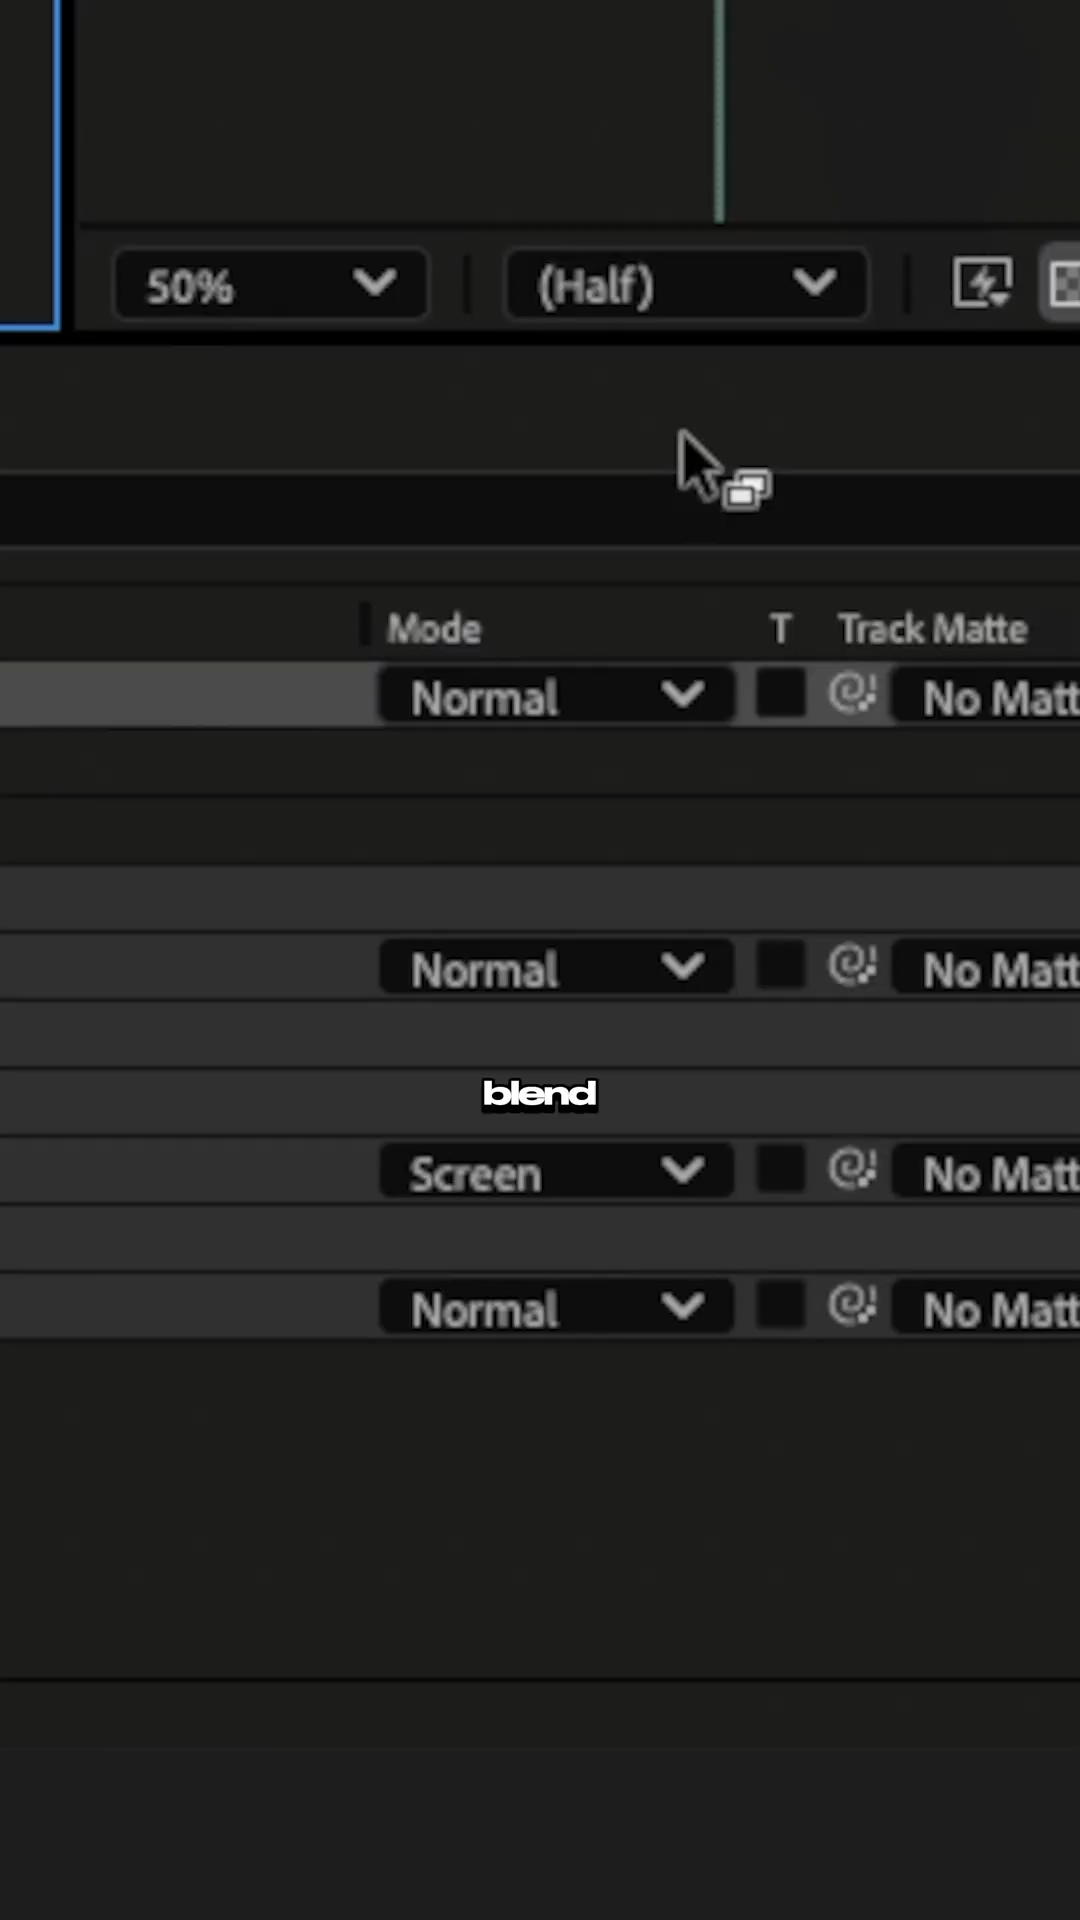 50% (Half)
Mode T Track Matte
Normal No Matt
Normal No Matt
blend
Screen No Matt
Normal No Matt